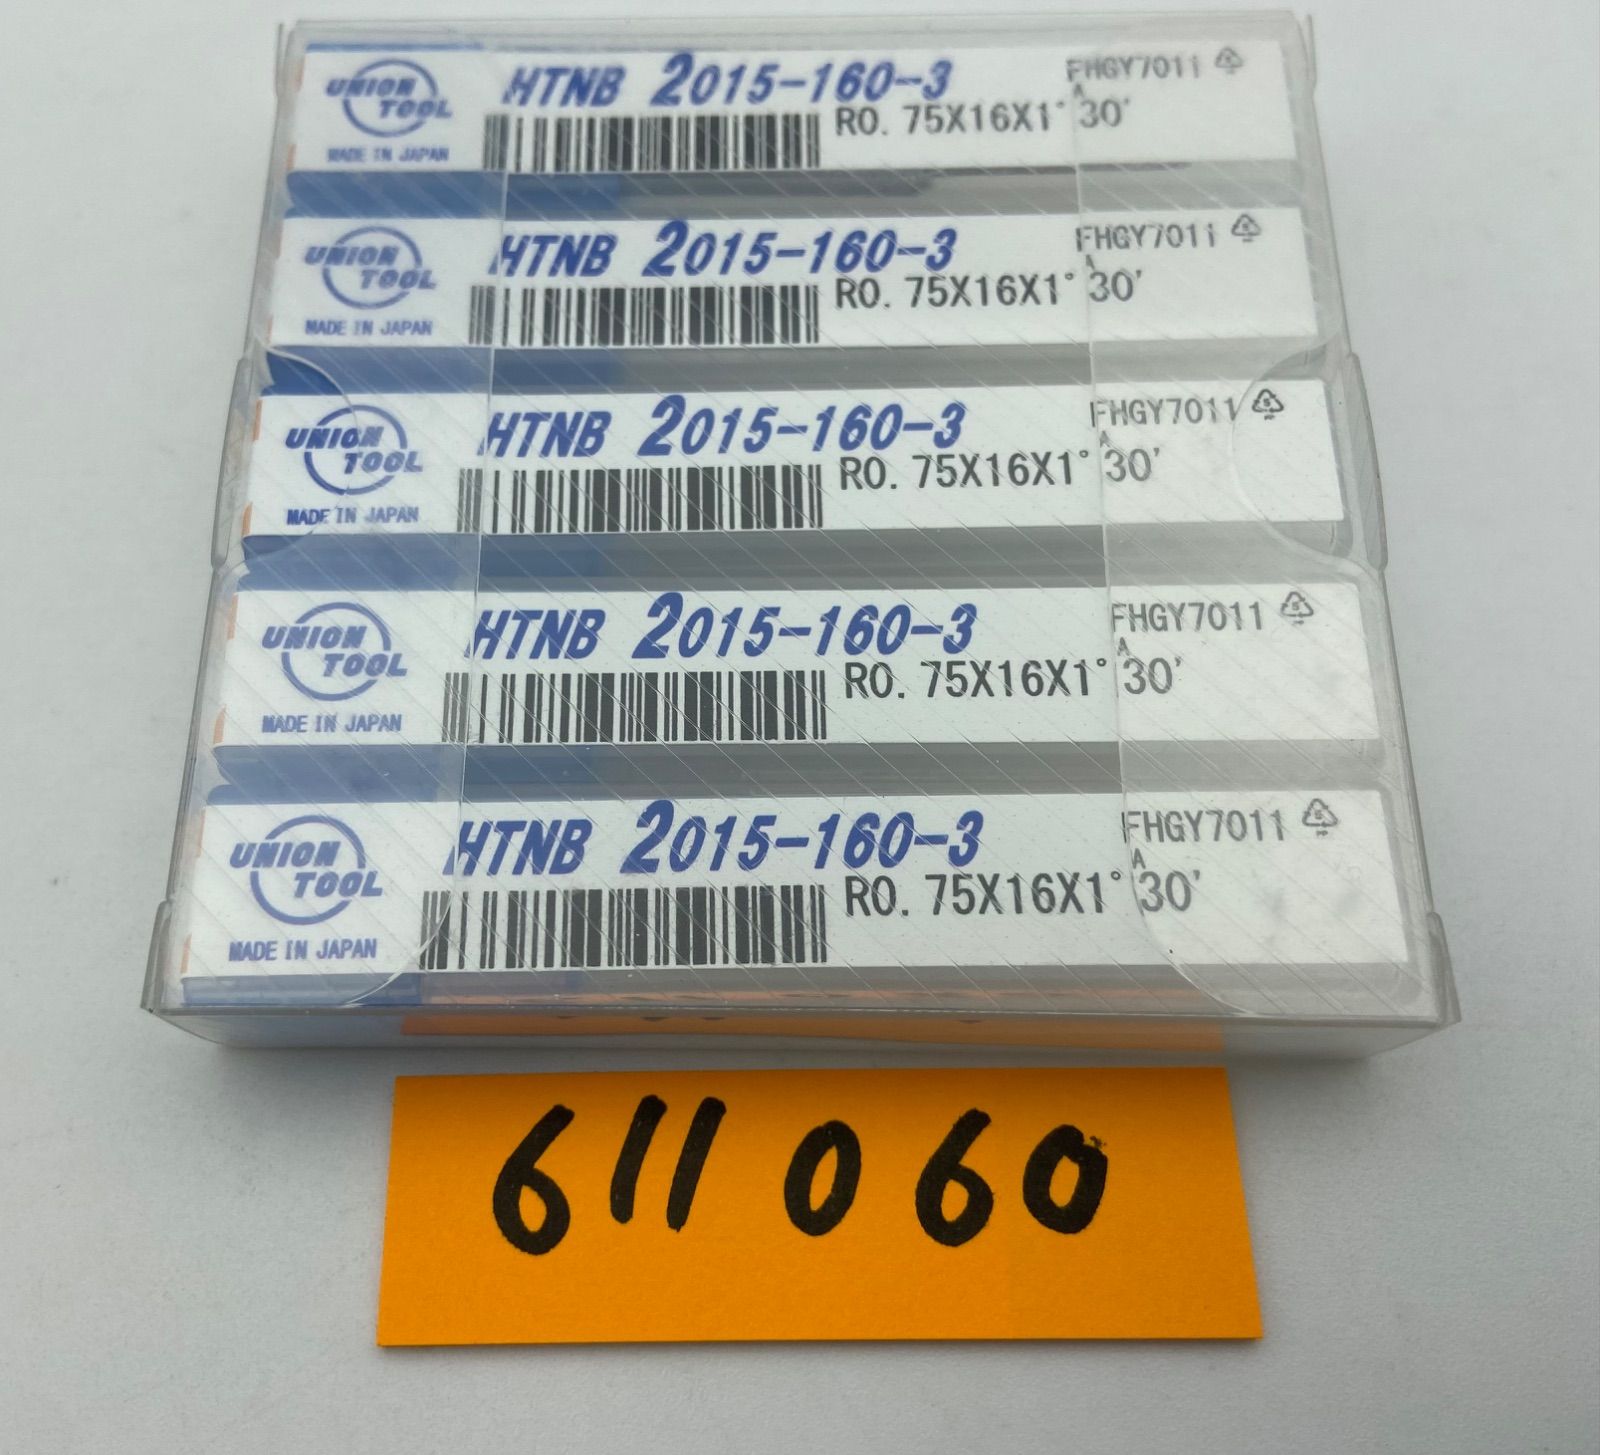 UNION TOOL
MADE IN JAPAN
HTNB 2015-160-3
FHGY7011
A
R0. 75X16X1° 30'
UNION TOOL
MADE IN JAPAN
HTNB 2015-160-3
FHGY7011
A
R0. 75X16X1° 30'
UNION TOOL
MADE IN JAPAN
HTNB 2015-160-3
FHGY7011
A
R0. 75X16X1° 30'
UNION TOOL
MADE IN JAPAN
HTNB 2015-160-3
FHGY7011
A
R0. 75X16X1° 30'
UNION TOOL
MADE IN JAPAN
HTNB 2015-160-3
FHGY7011
A
R0. 75X16X1° 30'
611060